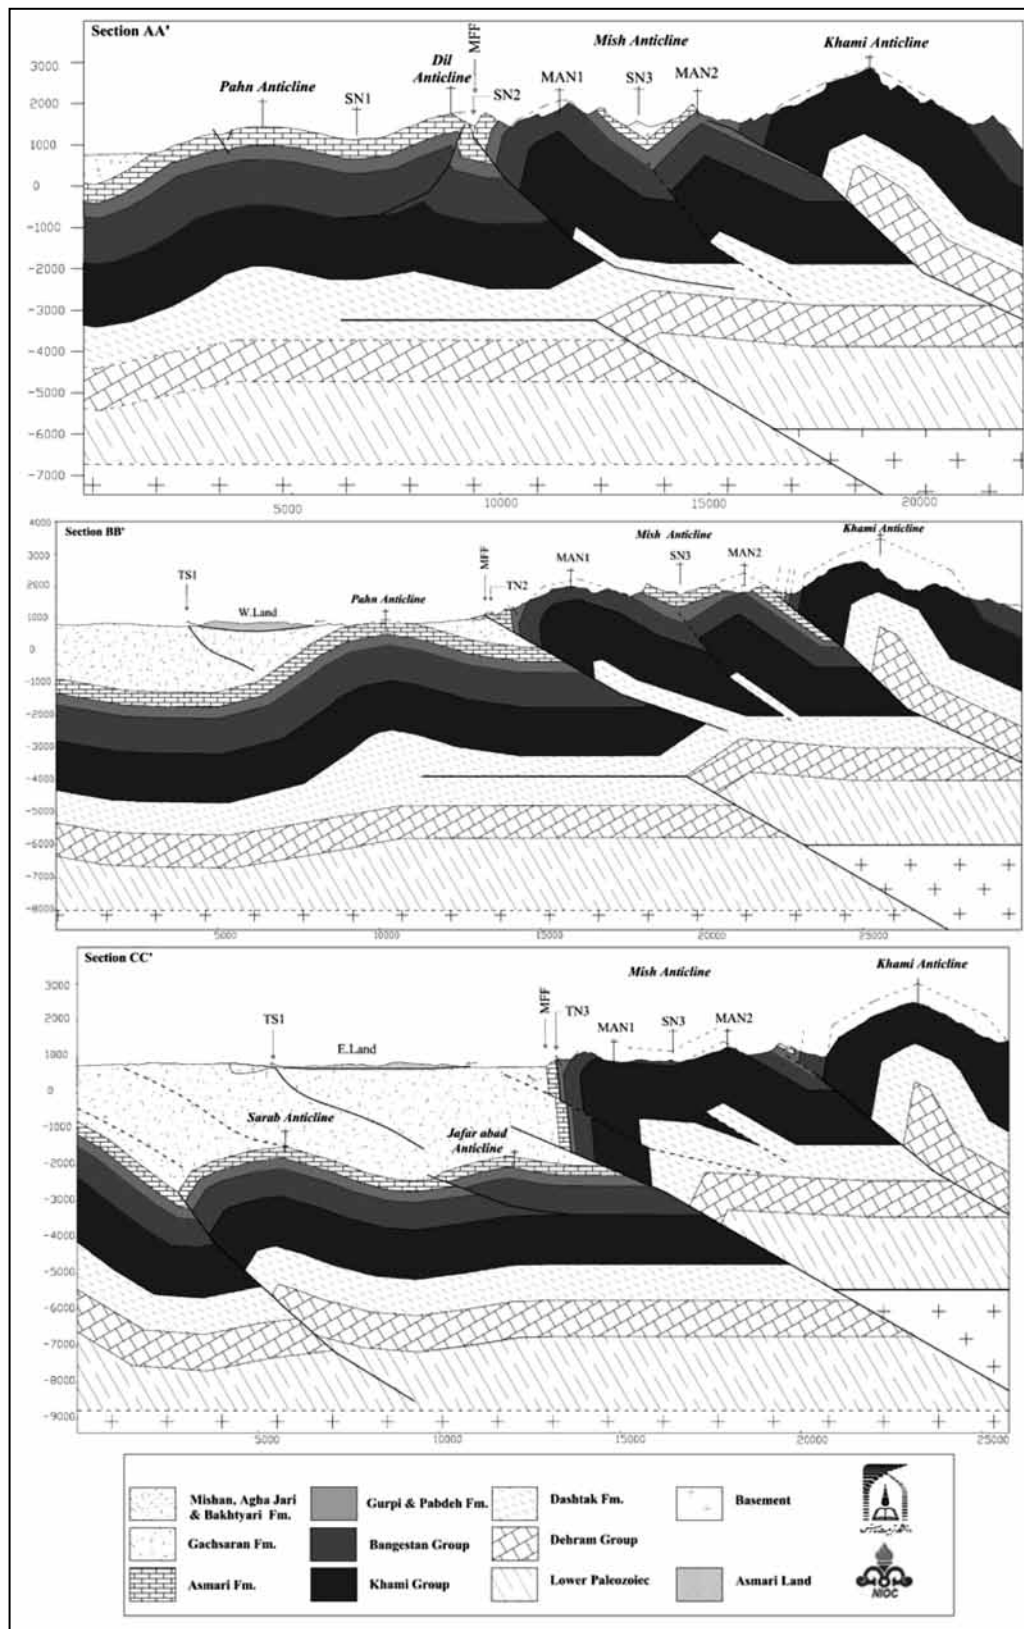 Section AA'
MFF
Mish Anticline
Khami Anticline
Dil
Anticline
Pahn Anticline
SN1
SN2
MAN1
SN3
MAN2
3000
2000
1000
0
-1000
-2000
-3000
-4000
-5000
-6000
-7000
5000
10000
15000
20000
Section BB'
Mish Anticline
Khami Anticline
MFF
TS1
W.Land
Pahn Anticline
TN2
MAN1
SN3
MAN2
4000
3000
2000
1000
0
-1000
-2000
-3000
-4000
-5000
-6000
-7000
-8000
5000
10000
15000
20000
25000
Section CC'
Mish Anticline
Khami Anticline
MFF
TS1
E.Land
TN3
MAN1
SN3
MAN2
Sarab Anticline
Jafar abad
Anticline
3000
2000
1000
0
-1000
-2000
-3000
-4000
-5000
-6000
-7000
-8000
-9000
5000
10000
15000
20000
25000
Mishan, Agha Jari
& Bakhtyari Fm.
Gachsaran Fm.
Asmari Fm.
Gurpi & Pabdeh Fm.
Bangestan Group
Khami Group
Dashtak Fm.
Dehram Group
Lower Paleozoiec
Basement
Asmari Land
NIOC